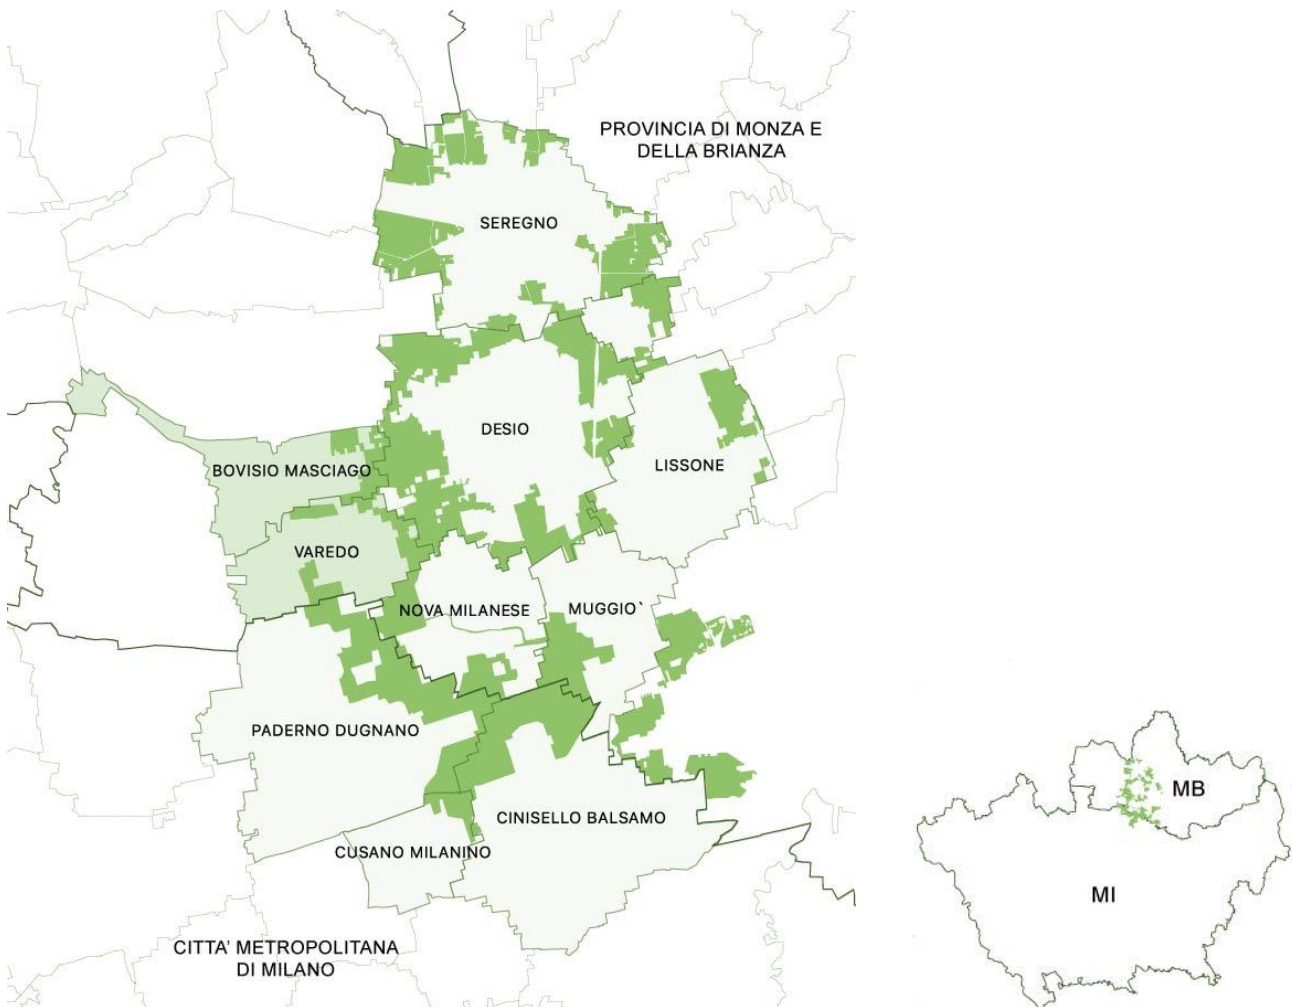 PROVINCIA DI MONZA E
DELLA BRIANZA
SEREGNO
DESIO
LISSONE
BOVISIO MASCIAGO
VAREDO
NOVA MILANESE
MUGGIO`
PADERNO DUGNANO
CINISELLO BALSAMO
CUSANO MILANINO
CITTA' METROPOLITANA
DI MILANO
MB
MI